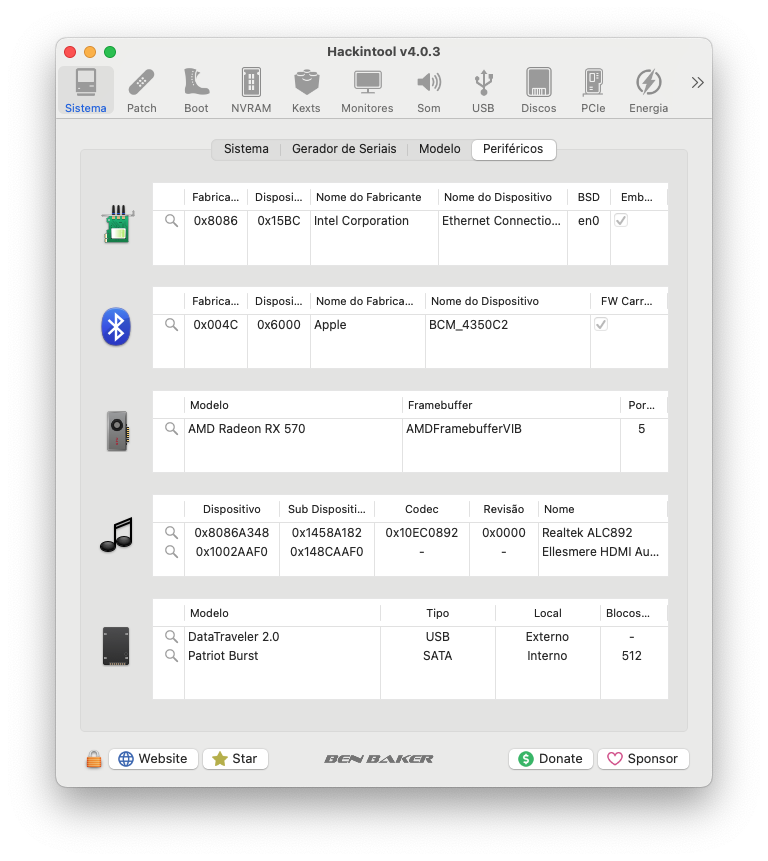 Hackintool v4.0.3
Sistema Patch Boot NVRAM Kexts Monitores Som USB Discos PCIe Energia
Sistema Gerador de Seriais Modelo Periféricos
Fabrica... Disposi... Nome do Fabricante Nome do Dispositivo BSD Emb...
0x8086 0x15BC Intel Corporation Ethernet Connectio... en0
Fabrica... Disposi... Nome do Fabrica... Nome do Dispositivo FW Carr...
0x004C 0x6000 Apple BCM_4350C2
Modelo Framebuffer Por...
AMD Radeon RX 570 AMDFramebufferVIB 5
Dispositivo Sub Dispositi... Codec Revisão Nome
0x8086A348 0x1458A182 0x10EC0892 0x0000 Realtek ALC892
0x1002AAF0 0x148CAAF0 - - Ellesmere HDMI Au...
Modelo Tipo Local Blocos...
DataTraveler 2.0 USB Externo -
Patriot Burst SATA Interno 512
Website Star BEN BAKER Donate Sponsor